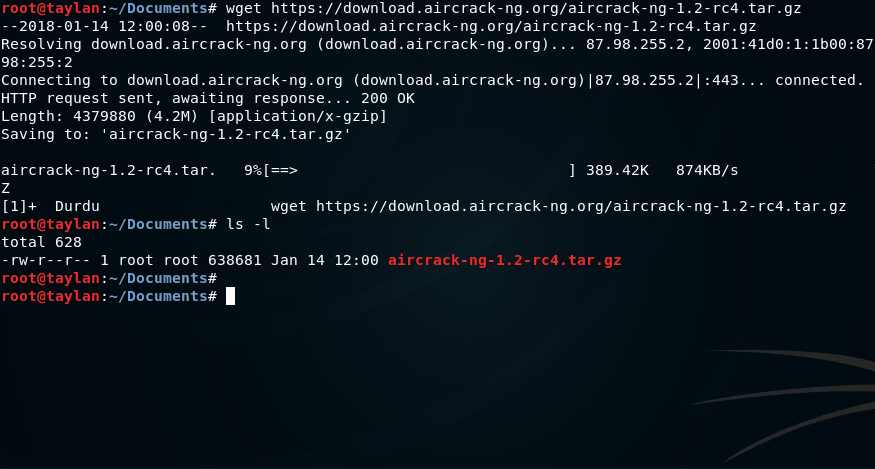 root@taylan:~/Documents# wget https://download.aircrack-ng.org/aircrack-ng-1.2-rc4.tar.gz
--2018-01-14 12:00:08--  https://download.aircrack-ng.org/aircrack-ng-1.2-rc4.tar.gz
Resolving download.aircrack-ng.org (download.aircrack-ng.org)... 87.98.255.2, 2001:41d0:1:1b00:87
98:255:2
Connecting to download.aircrack-ng.org (download.aircrack-ng.org)|87.98.255.2|:443... connected.
HTTP request sent, awaiting response... 200 OK
Length: 4379880 (4.2M) [application/x-gzip]
Saving to: 'aircrack-ng-1.2-rc4.tar.gz'

aircrack-ng-1.2-rc4.tar.   9%[==>                              ] 389.42K   874KB/s
Z
[1]+  Durdu                   wget https://download.aircrack-ng.org/aircrack-ng-1.2-rc4.tar.gz
root@taylan:~/Documents# ls -l
total 628
-rw-r--r-- 1 root root 638681 Jan 14 12:00 aircrack-ng-1.2-rc4.tar.gz
root@taylan:~/Documents#
root@taylan:~/Documents#